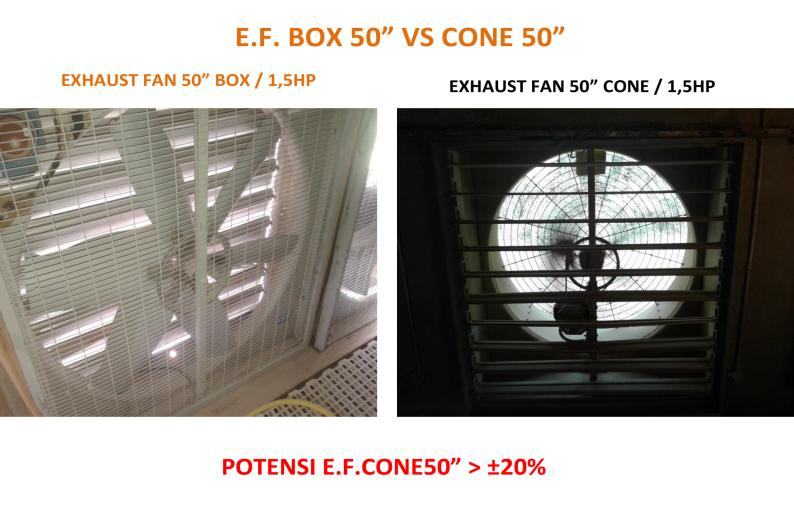 E.F. BOX 50” VS CONE 50”
EXHAUST FAN 50” BOX / 1,5HP
EXHAUST FAN 50” CONE / 1,5HP
POTENSI E.F.CONE50” > ±20%